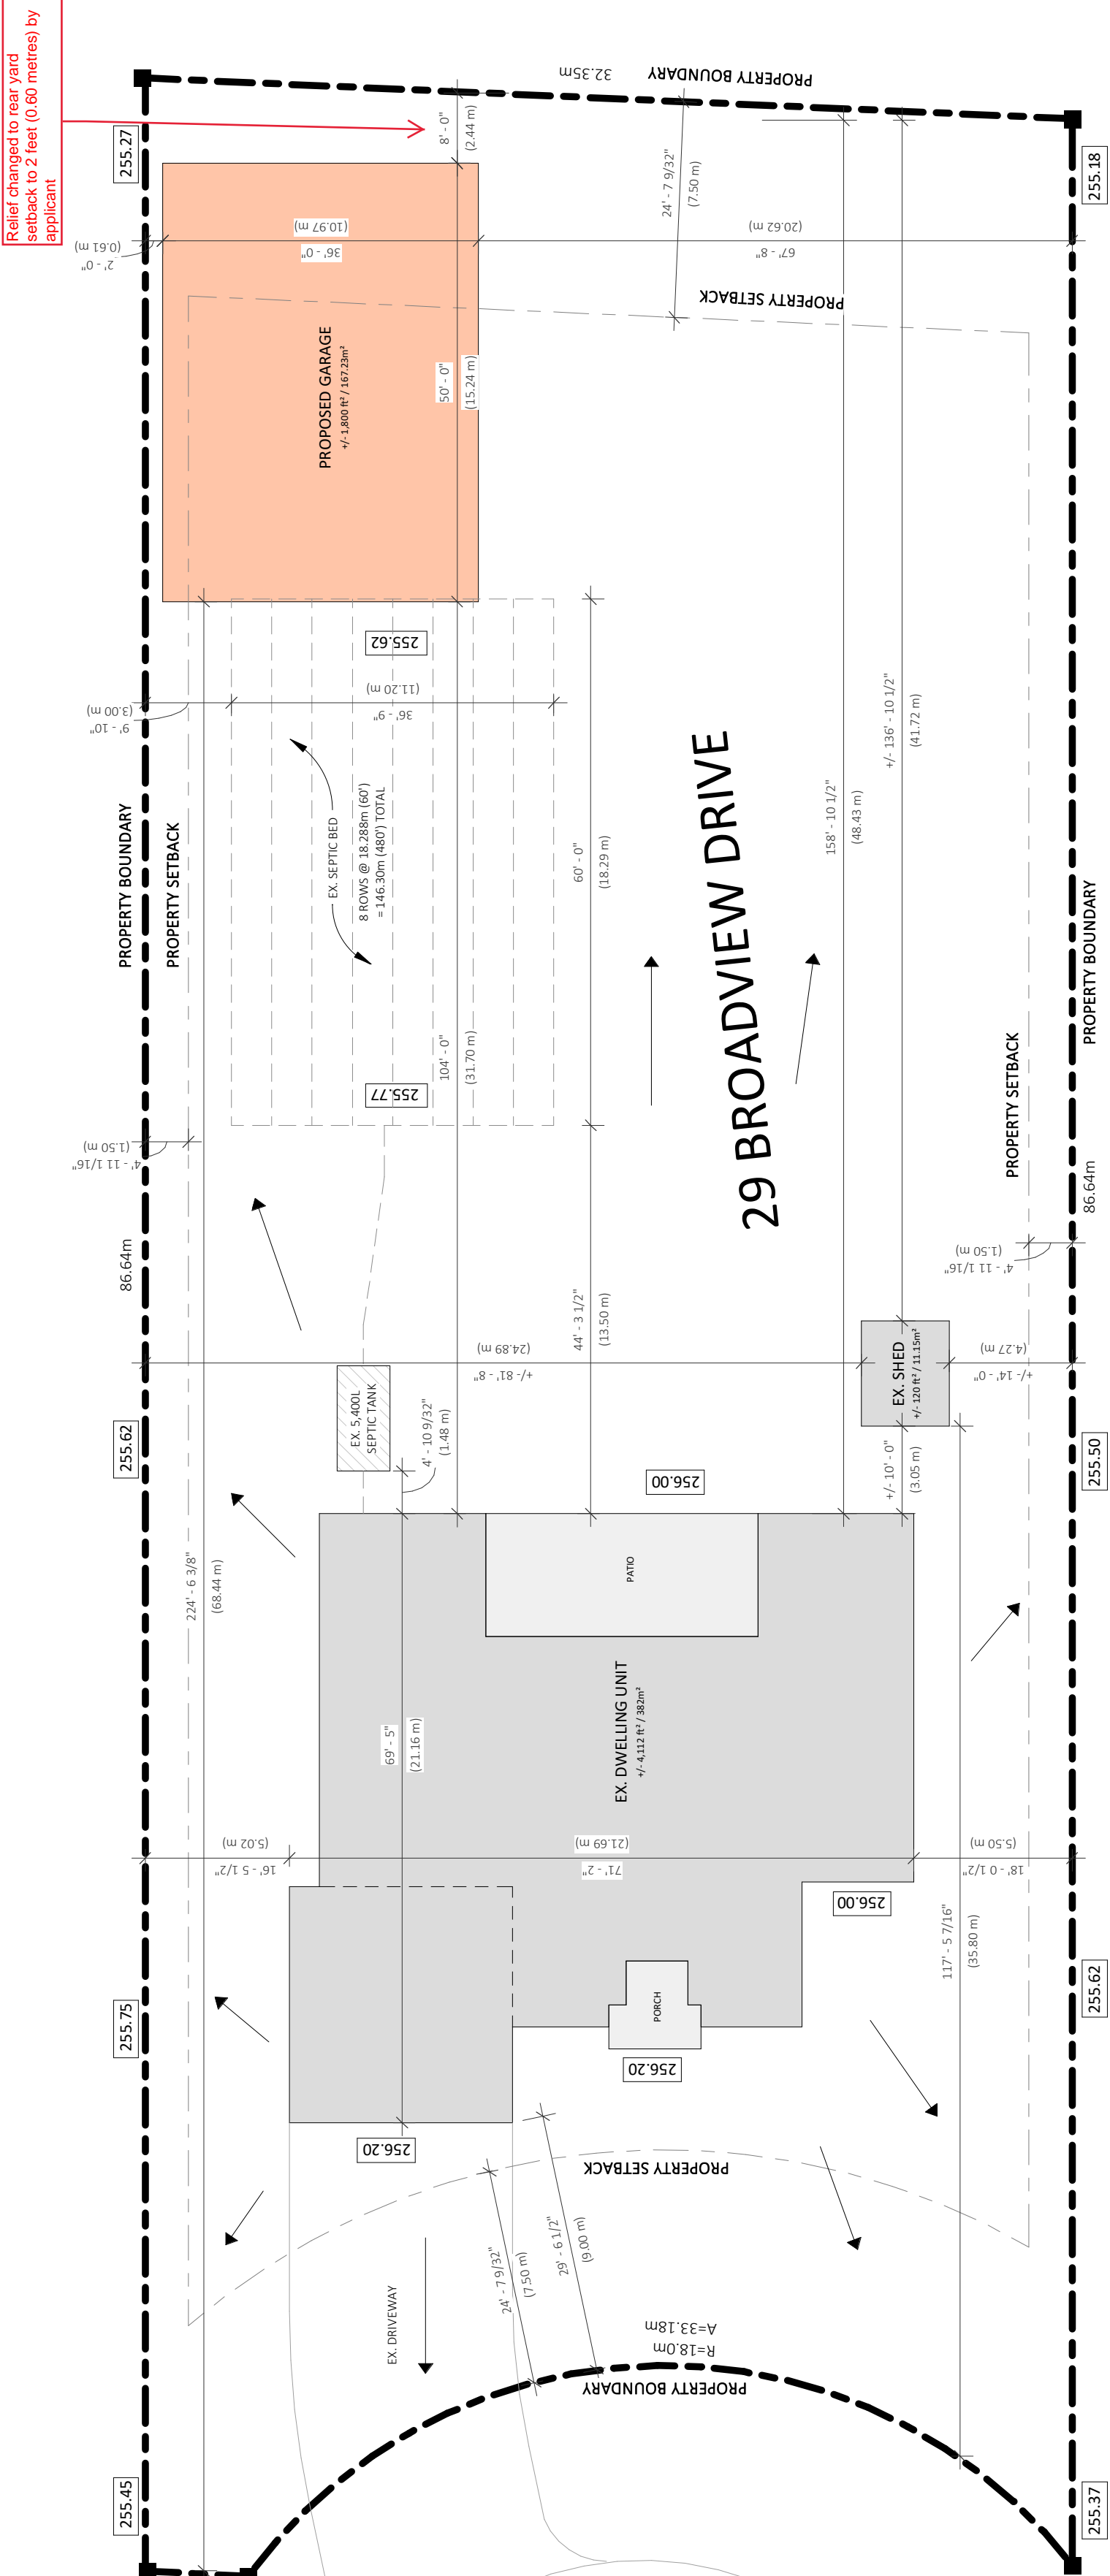 Relief changed to rear yard
setback to 2 feet (0.60 metres) by
applicant
32.35m
PROPERTY BOUNDARY
255.27
8' - 0"
(2.44 m)
24' - 7 9/32"
(7.50 m)
255.18
2' - 0"
(0.61 m)
36' - 0"
(10.97 m)
67' - 8"
(20.62 m)
PROPERTY SETBACK
PROPOSED GARAGE
+/- 1,800 ft² / 167.23m²
50' - 0"
(15.24 m)
255.62
9' - 10"
(3.00 m)
36' - 9"
(11.20 m)
+/- 136' - 10 1/2"
(41.72 m)
158' - 10 1/2"
(48.43 m)
PROPERTY BOUNDARY
PROPERTY SETBACK
EX. SEPTIC BED
8 ROWS @ 18.288m (60')
= 146.30m (480') TOTAL
60' - 0"
(18.29 m)
29 BROADVIEW DRIVE
PROPERTY BOUNDARY
PROPERTY SETBACK
104' - 0"
(31.70 m)
255.77
4' - 11 1/16"
(1.50 m)
86.64m
86.64m
4' - 11 1/16"
(1.50 m)
44' - 3 1/2"
(13.50 m)
+/- 81' - 8"
(24.89 m)
EX. SHED
+/- 120 ft² / 11.15m²
+/- 14' - 0"
(4.27 m)
EX. 5,400L
SEPTIC TANK
4' - 10 9/32"
(1.48 m)
255.62
255.50
+/- 10' - 0"
(3.05 m)
256.00
224' - 6 3/8"
(68.44 m)
PATIO
EX. DWELLING UNIT
+/- 4,112 ft² / 382m²
69' - 5"
(21.16 m)
16' - 5 1/2"
(5.02 m)
71' - 2"
(21.69 m)
18' - 0 1/2"
(5.50 m)
256.00
117' - 5 7/16"
(35.80 m)
255.75
255.62
PORCH
256.20
256.20
PROPERTY SETBACK
24' - 7 9/32"
(7.50 m)
29' - 6 1/2"
(9.00 m)
EX. DRIVEWAY
R=18.0m
A=33.18m
PROPERTY BOUNDARY
255.45
255.37